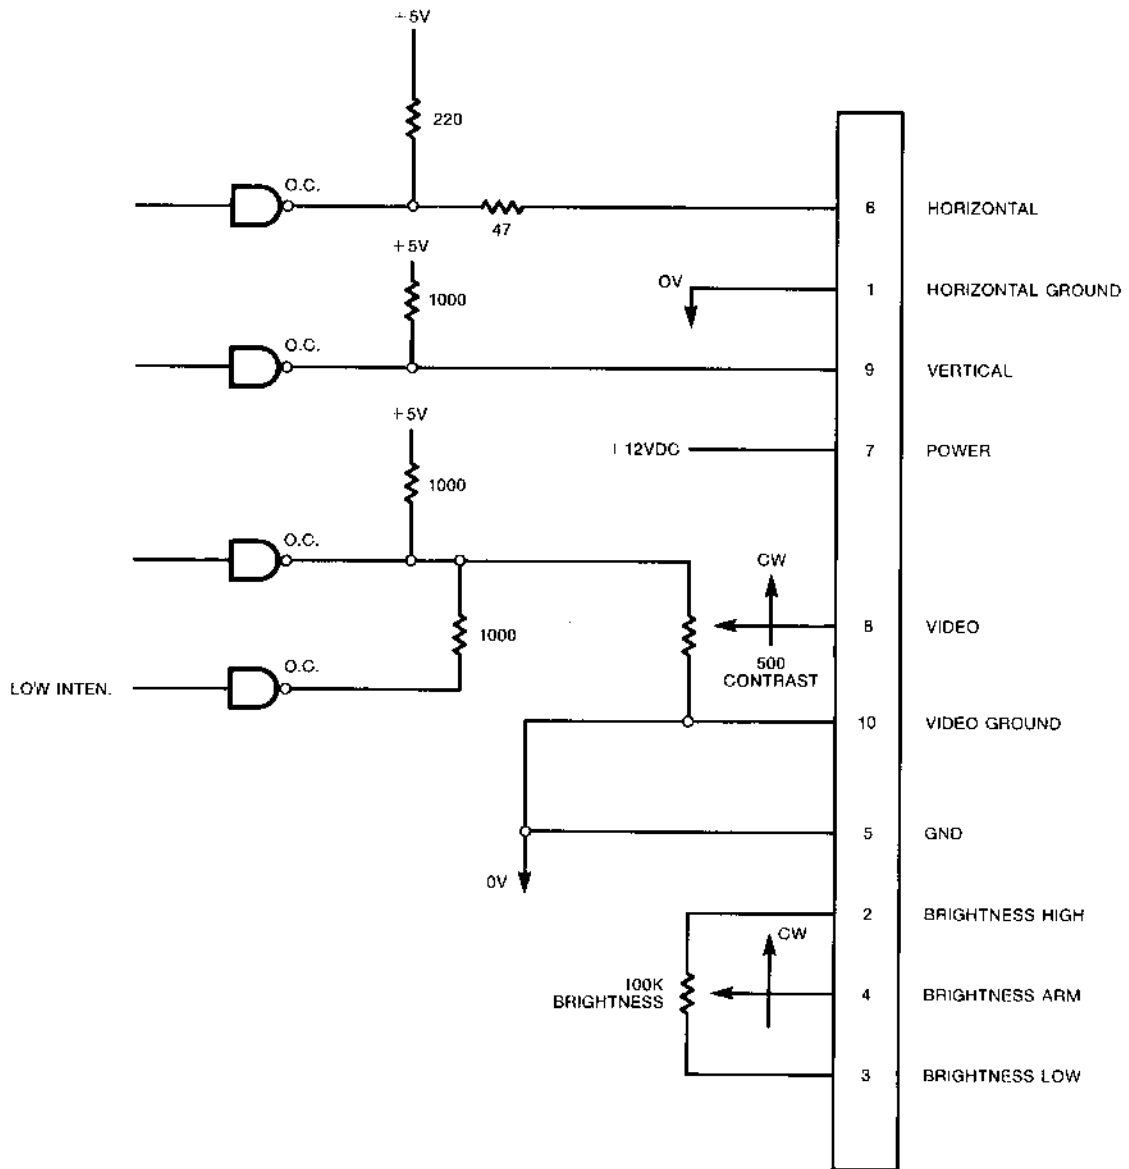 +5V
220
O.C.
47
6 HORIZONTAL
+5V
1000
0V
1 HORIZONTAL GROUND
O.C.
9 VERTICAL
+5V
1000
+12VDC
7 POWER
O.C.
1000
CW
8 VIDEO
500
CONTRAST
O.C.
LOW INTEN.
10 VIDEO GROUND
5 GND
0V
2 BRIGHTNESS HIGH
CW
100K
BRIGHTNESS
4 BRIGHTNESS ARM
3 BRIGHTNESS LOW